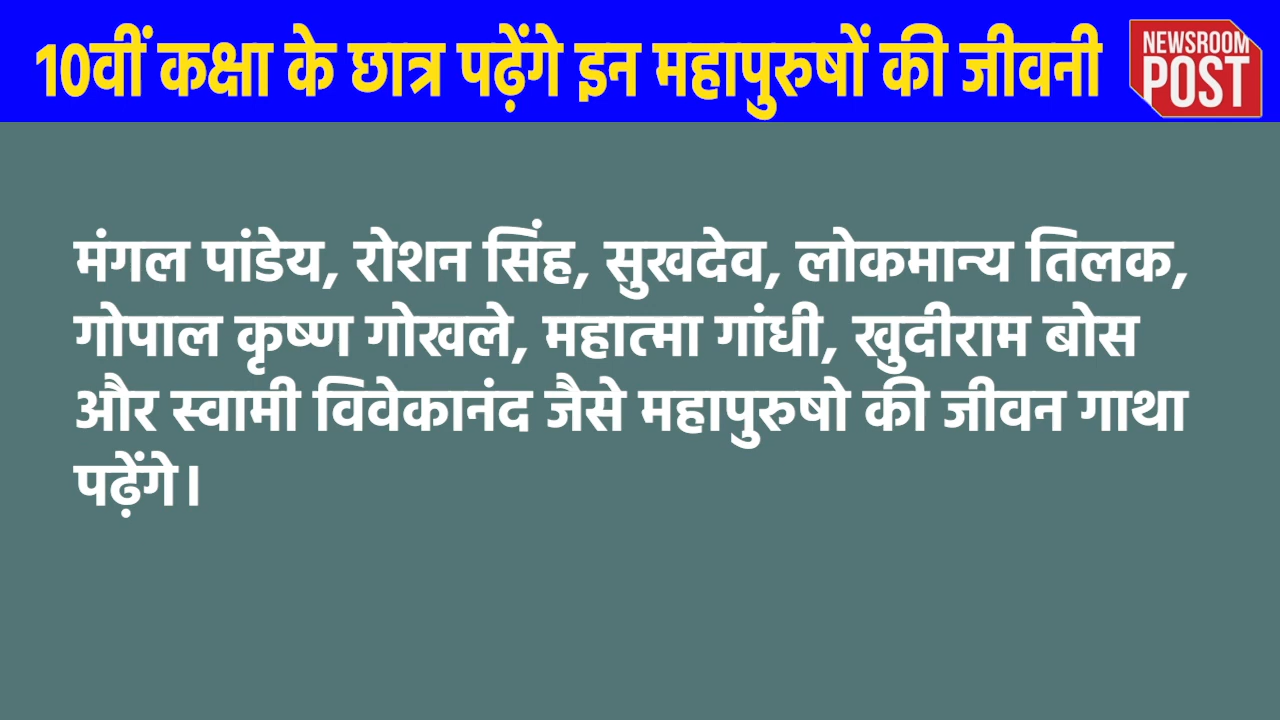 10वीं कक्षा के छात्र पढ़ेंगे इन महापुरुषों की जीवनी
NEWSROOM
POST
मंगल पांडेय, रोशन सिंह, सुखदेव, लोकमान्य तिलक,
गोपाल कृष्ण गोखले, महात्मा गांधी, खुदीराम बोस
और स्वामी विवेकानंद जैसे महापुरुषो की जीवन गाथा
पढ़ेंगे।